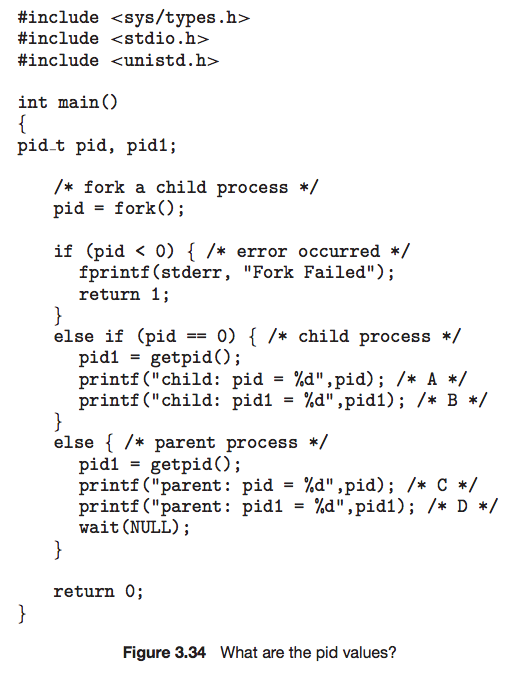 #include <sys/types.h>
#include <stdio.h>
#include <unistd.h>
int main()
{
pid_t pid, pid1;
/* fork a child process */
pid = fork();
if (pid < 0) { /* error occurred */
fprintf(stderr, "Fork Failed");
return 1;
}
else if (pid == 0) { /* child process */
pid1 = getpid();
printf("child: pid = %d",pid); /* A */
printf("child: pid1 = %d",pid1); /* B */
}
else { /* parent process */
pid1 = getpid();
printf("parent: pid = %d",pid); /* C */
printf("parent: pid1 = %d",pid1); /* D */
wait(NULL);
}
return 0;
}
Figure 3.34 What are the pid values?